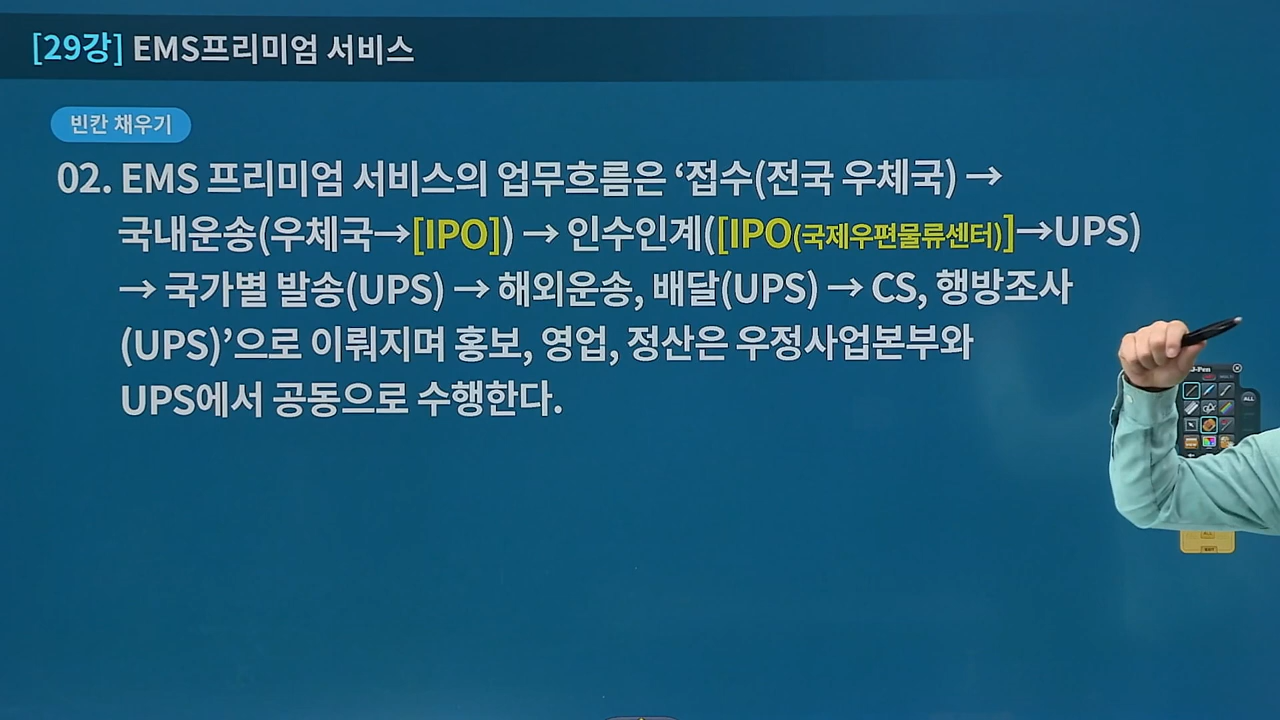 [29강] EMS프리미엄 서비스
빈칸 채우기
02. EMS 프리미엄 서비스의 업무흐름은 ‘접수(전국 우체국) →
국내운송(우체국→[IPO]) → 인수인계([IPO(국제우편물류센터)]→UPS)
→ 국가별 발송(UPS) → 해외운송, 배달(UPS) → CS, 행방조사
(UPS)’으로 이뤄지며 홍보, 영업, 정산은 우정사업본부와
UPS에서 공동으로 수행한다.
ALL